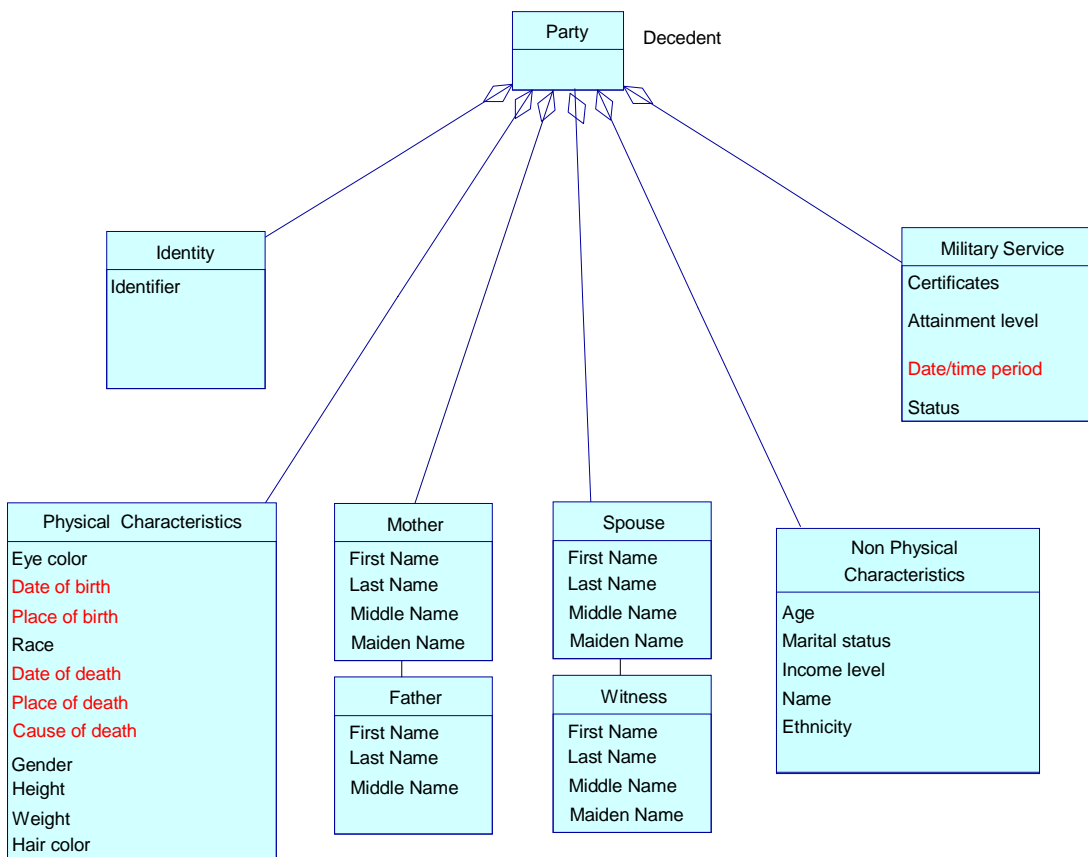 Party
Decedent
Identity
Identifier
Military Service
Certificates
Attainment level
Date/time period
Status
Physical Characteristics
Eye color
Date of birth
Place of birth
Race
Date of death
Place of death
Cause of death
Gender
Height
Weight
Hair color
Mother
First Name
Last Name
Middle Name
Maiden Name
Father
First Name
Last Name
Middle Name
Spouse
First Name
Last Name
Middle Name
Maiden Name
Witness
First Name
Last Name
Middle Name
Maiden Name
Non Physical
Characteristics
Age
Marital status
Income level
Name
Ethnicity